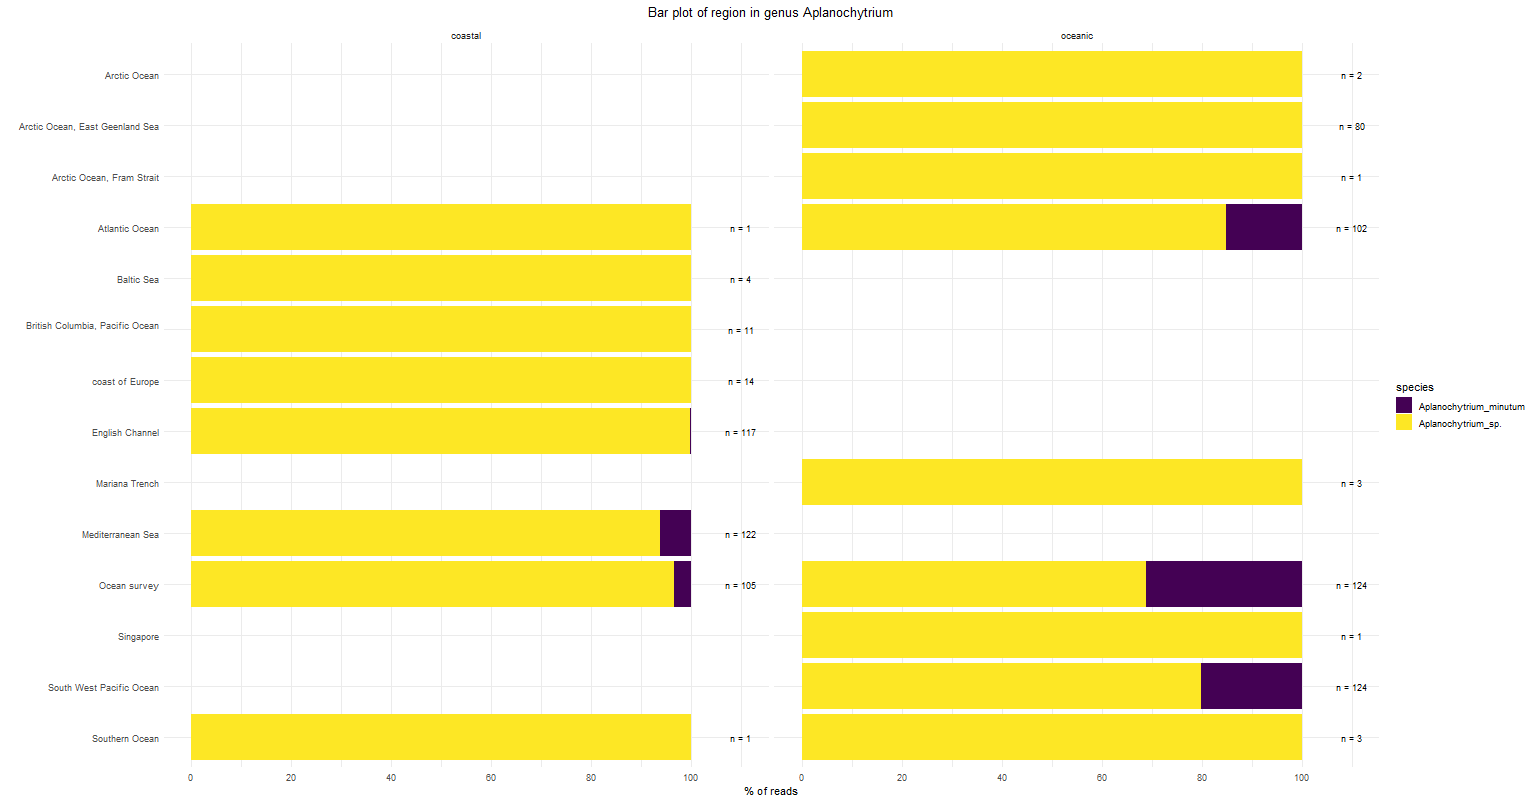 Bar plot of region in genus Aplanochytrium
coastal
oceanic
Arctic Ocean
n = 2
Arctic Ocean, East Geenland Sea
n = 80
Arctic Ocean, Fram Strait
n = 1
Atlantic Ocean
n = 1
n = 102
Baltic Sea
n = 4
British Columbia, Pacific Ocean
n = 11
coast of Europe
n = 14
English Channel
n = 117
Mariana Trench
n = 3
Mediterranean Sea
n = 122
Ocean survey
n = 105
n = 124
Singapore
n = 1
South West Pacific Ocean
n = 124
Southern Ocean
n = 1
n = 3
0 20 40 60 80 100
0 20 40 60 80 100
% of reads
species
Aplanochytrium_minutum
Aplanochytrium_sp.